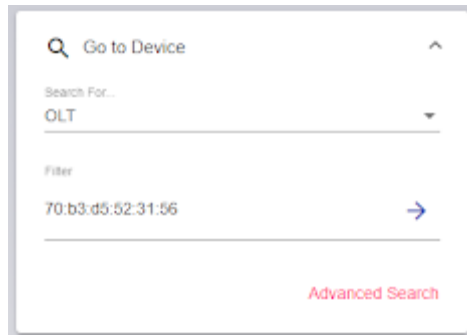 Go to Device
Search For...
OLT
Filter
70:b3:d5:52:31:56
Advanced Search